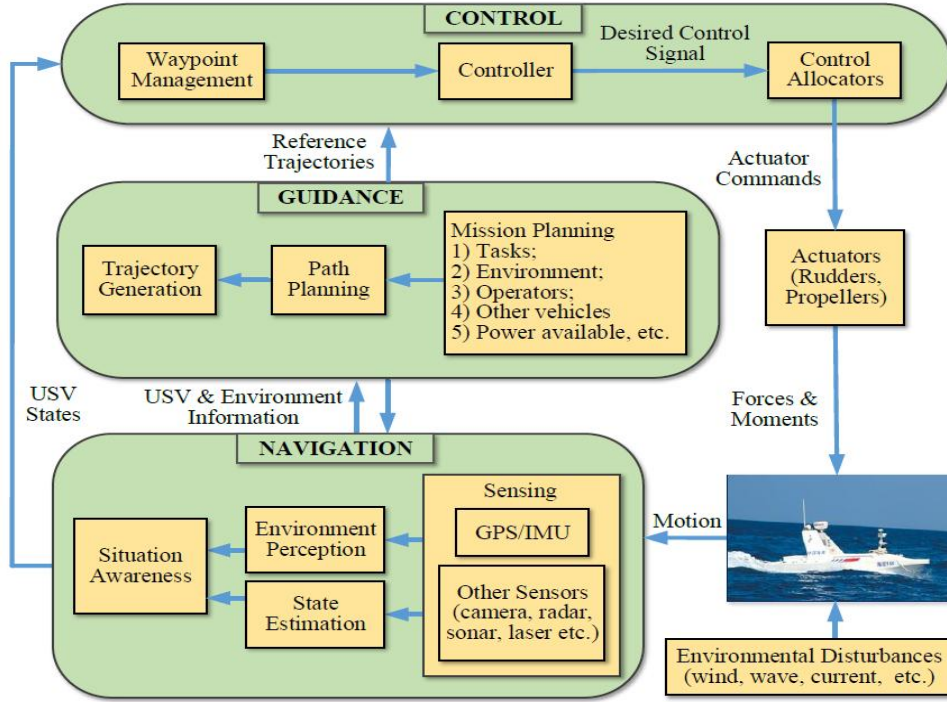 CONTROL
Waypoint
Management
Controller
Desired Control
Signal
Control
Allocators
Reference
Trajectories
Actuator
Commands
GUIDANCE
Trajectory
Generation
Path
Planning
Mission Planning
1) Tasks;
2) Environment;
3) Operators;
4) Other vehicles
5) Power available, etc.
Actuators
(Rudders,
Propellers)
USV
States
USV & Environment
Information
Forces &
Moments
NAVIGATION
Situation
Awareness
Environment
Perception
State
Estimation
Sensing
GPS/IMU
Other Sensors
(camera, radar,
sonar, laser etc.)
Motion
Environmental Disturbances
(wind, wave, current, etc.)